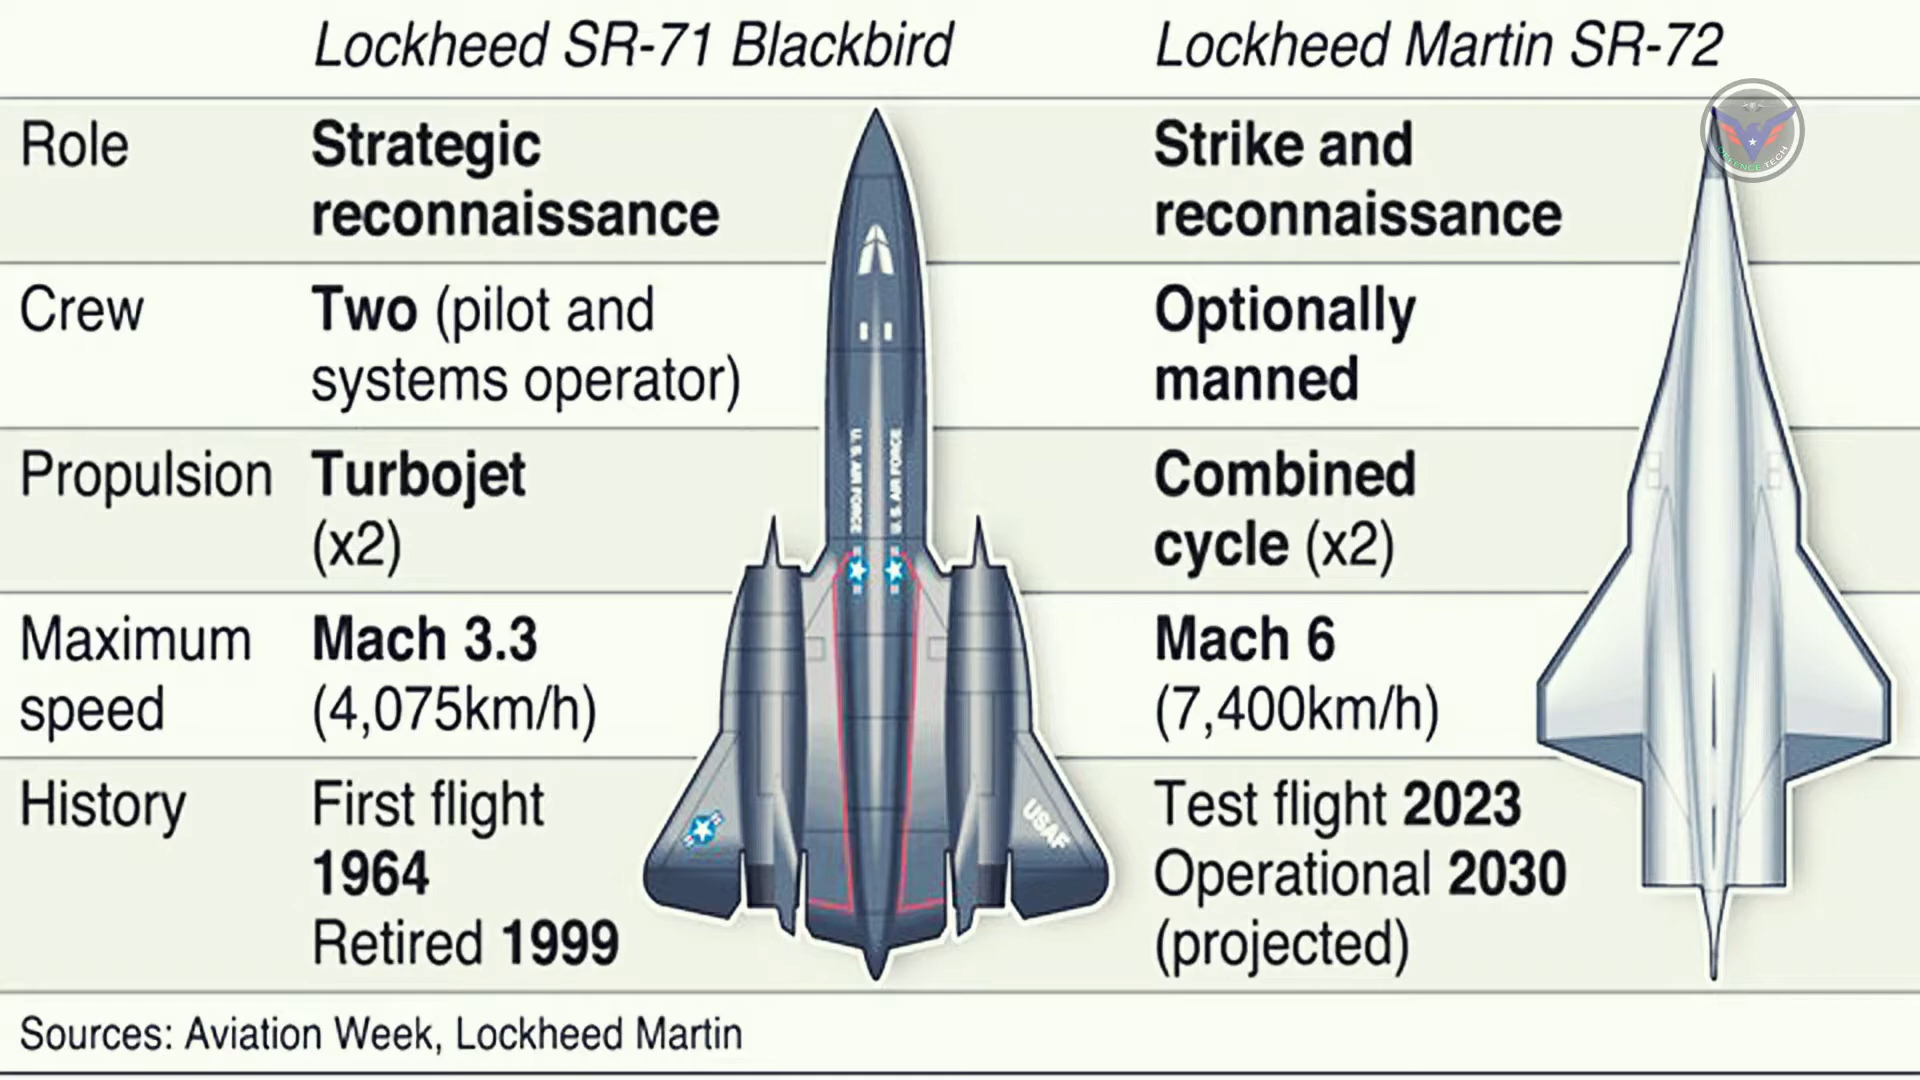 Lockheed SR-71 Blackbird
Lockheed Martin SR-72
Role
Strategic
reconnaissance
Strike and
reconnaissance
Crew
Two (pilot and
systems operator)
Optionally
manned
Propulsion
Turbojet
(x2)
Combined
cycle (x2)
Maximum
speed
Mach 3.3
(4,075km/h)
Mach 6
(7,400km/h)
History
First flight
1964
Retired 1999
Test flight 2023
Operational 2030
(projected)
U. S. AIR FORCE
U. S. AIR FORCE
USAF
DEFENCE TECH
Sources: Aviation Week, Lockheed Martin